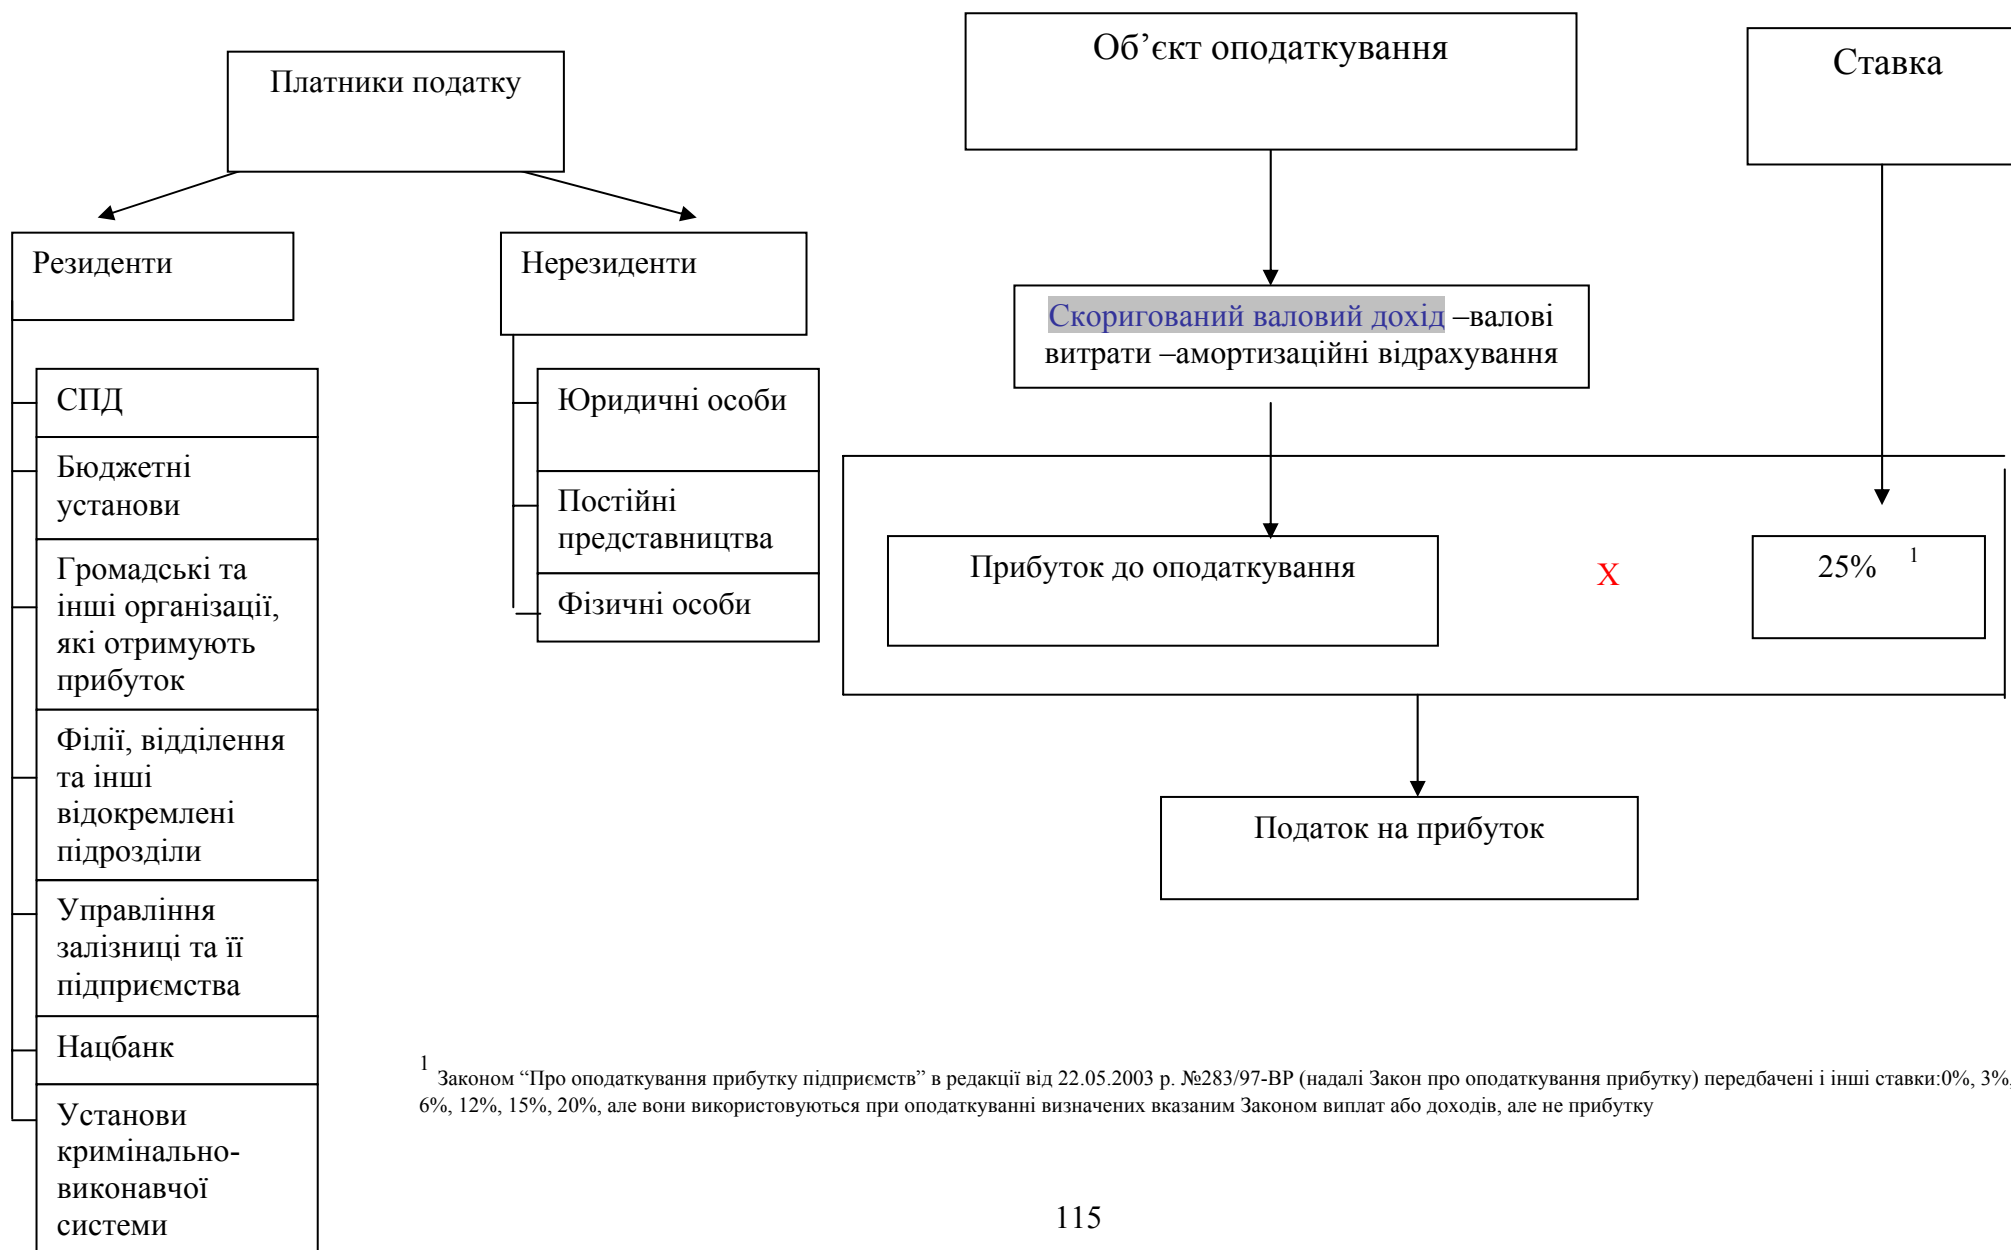 Платники податку
Об’єкт оподаткування
Ставка
Резиденти
Нерезиденти
СПД
Бюджетні
установи
Громадські та
інші організації,
які отримують
прибуток
Філії, відділення
та інші
відокремлені
підрозділи
Управління
залізниці та її
підприємства
Нацбанк
Установи
кримінально-
виконавчої
системи
Юридичні особи
Постійні
представництва
Фізичні особи
Скоригований валовий дохід –валові
витрати –амортизаційні відрахування
Прибуток до оподаткування
X
25% 1
Податок на прибуток
1 Законом “Про оподаткування прибутку підприємств” в редакції від 22.05.2003 р. №283/97-ВР (надалі Закон про оподаткування прибутку) передбачені і інші ставки:0%, 3%,
6%, 12%, 15%, 20%, але вони використовуються при оподаткуванні визначених вказаним Законом виплат або доходів, але не прибутку
115